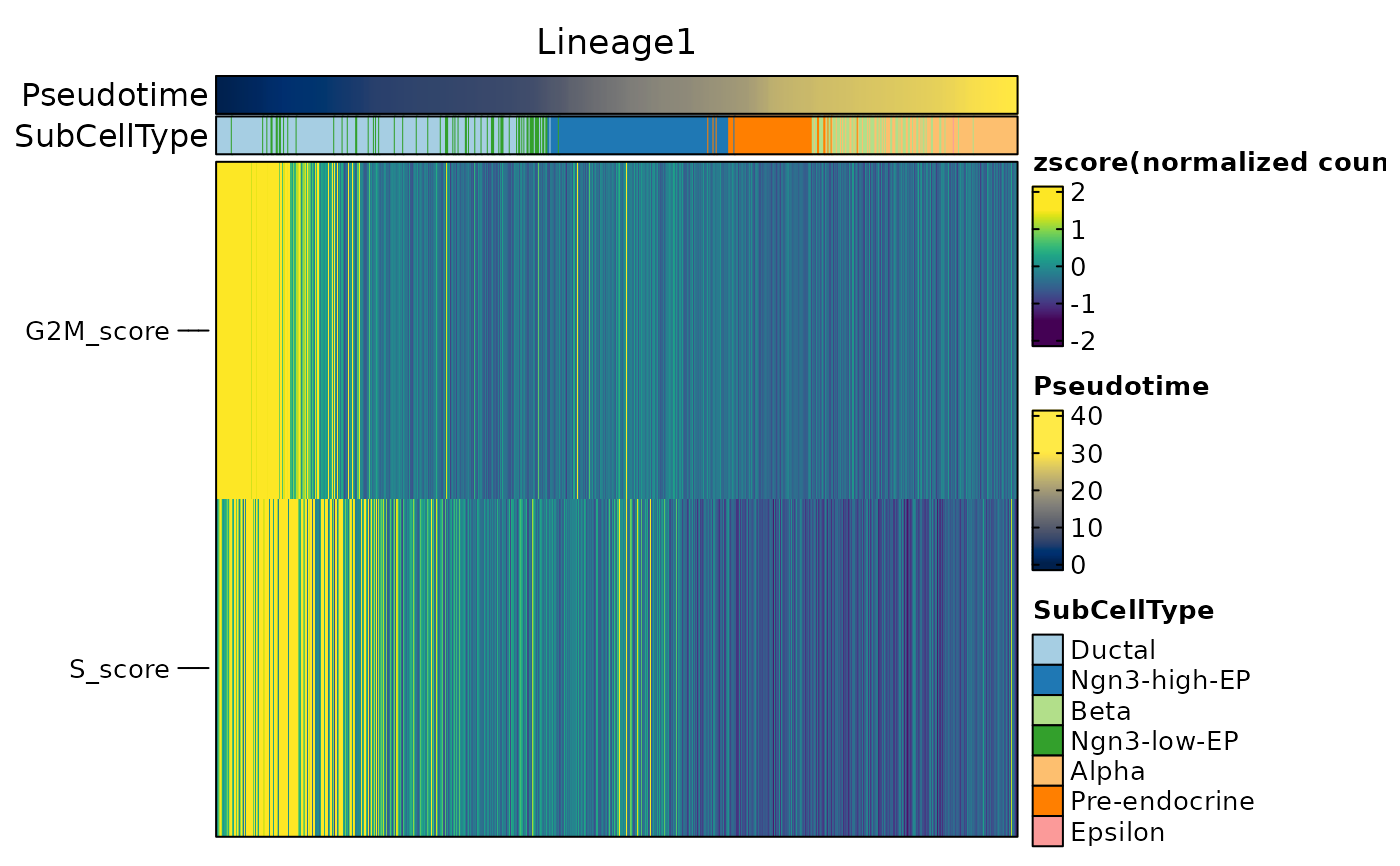 Lineage1
Pseudotime
SubCellType
G2M_score
S_score
zscore(normalized coun
2
1
0
-1
-2
Pseudotime
40
30
20
10
0
SubCellType
Ductal
Ngn3-high-EP
Beta
Ngn3-low-EP
Alpha
Pre-endocrine
Epsilon